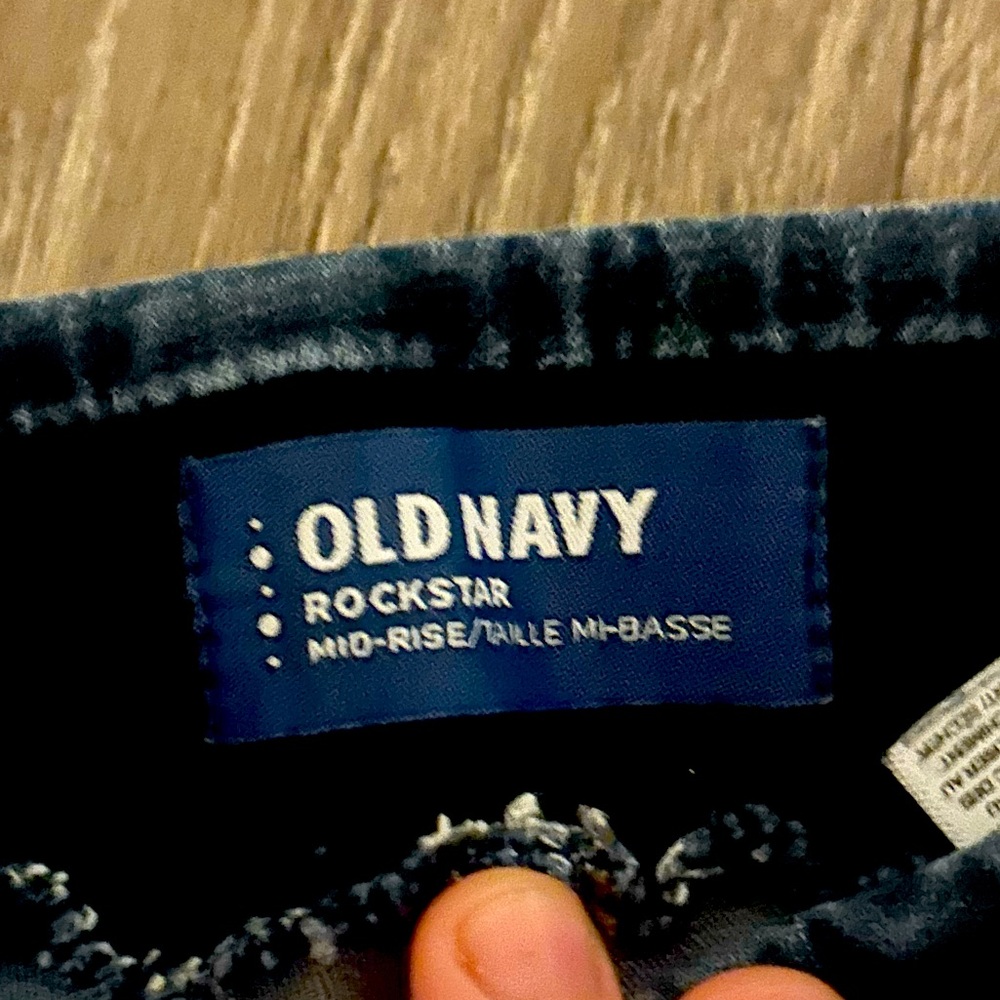 OLD NAVY
ROCKSTAR
MID-RISE/TAILLE MI-BASSE